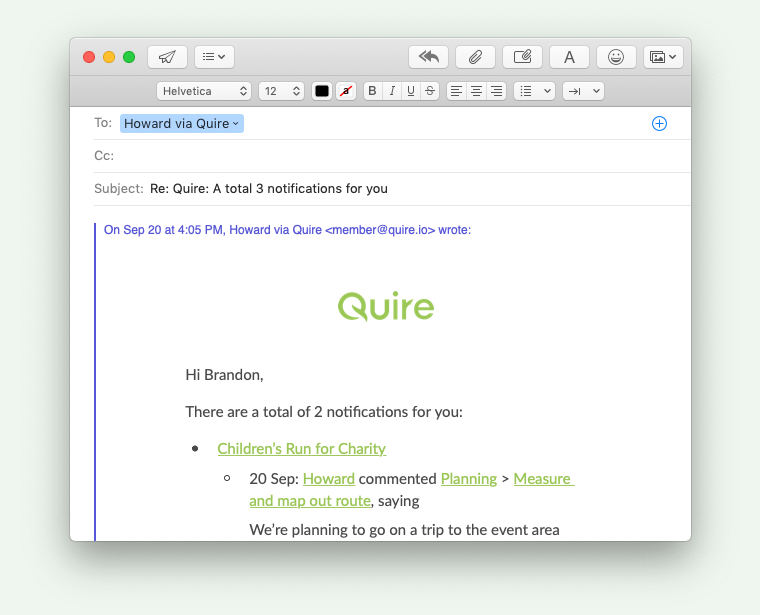 A
Helvetica 12 a B I U S
To: Howard via Quire
Cc:
Subject: Re: Quire: A total 3 notifications for you
On Sep 20 at 4:05 PM, Howard via Quire <member@quire.io> wrote:
Quire
Hi Brandon,
There are a total of 2 notifications for you:
• Children’s Run for Charity
20 Sep: Howard commented Planning > Measure
and map out route, saying
We’re planning to go on a trip to the event area